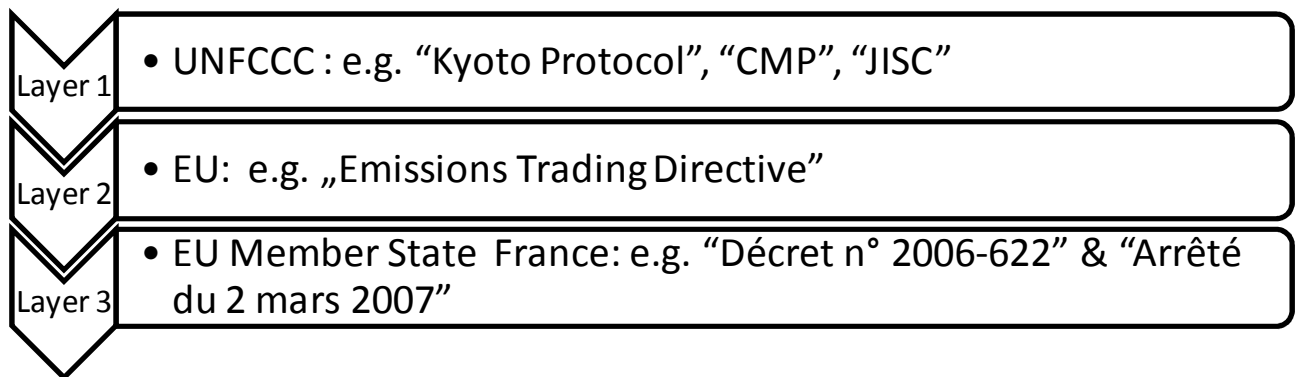 Layer 1
• UNFCCC : e.g. “Kyoto Protocol”, “CMP”, “JISC”
Layer 2
• EU: e.g. „Emissions Trading Directive”
Layer 3
• EU Member State France: e.g. “Décret n° 2006-622” & “Arrêté
du 2 mars 2007”